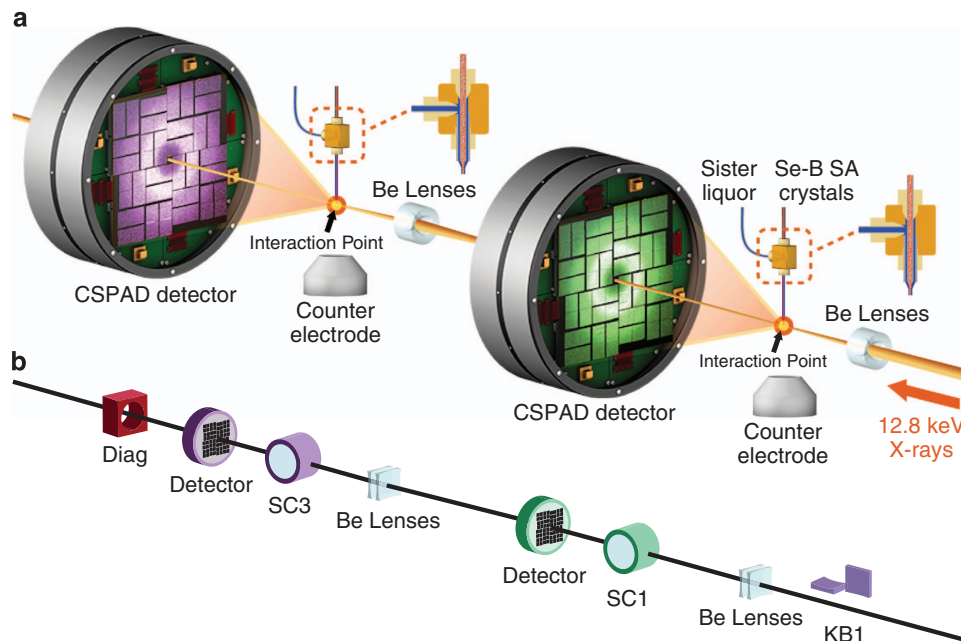 a
Be Lenses
Interaction Point
CSPAD detector
Counter
electrode
Sister
liquor
Se-B SA
crystals
Be Lenses
Interaction Point
CSPAD detector
Counter
electrode
12.8 keV
X-rays
b
Diag
Detector
SC3
Be Lenses
Detector
SC1
Be Lenses
KB1